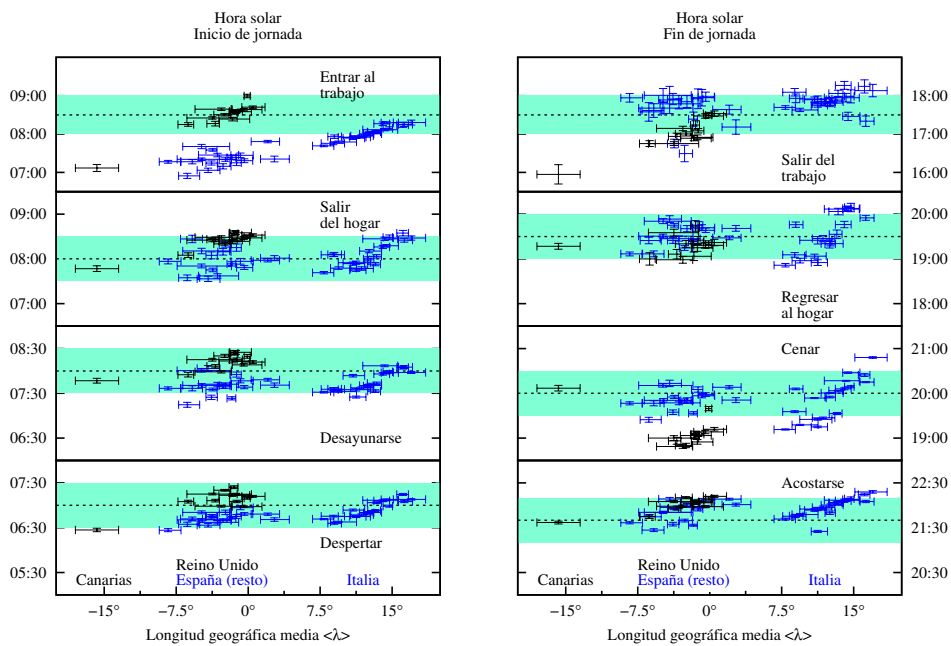 Hora solar
Inicio de jornada
Entrar al
trabajo
09:00
08:00
07:00
Salir
del hogar
09:00
08:00
07:00
08:30
07:30
06:30
Desayunarse
07:30
06:30
05:30
Despertar
Reino Unido
Canarias
España (resto)
Italia
−15° −7.5° 0° 7.5° 15°
Longitud geográfica media <λ>
Hora solar
Fin de jornada
18:00
17:00
16:00
Salir del
trabajo
20:00
19:00
18:00
Regresar
al hogar
Cenar
21:00
20:00
19:00
Acostarse
22:30
21:30
20:30
Reino Unido
Canarias
España (resto)
Italia
−15° −7.5° 0° 7.5° 15°
Longitud geográfica media <λ>